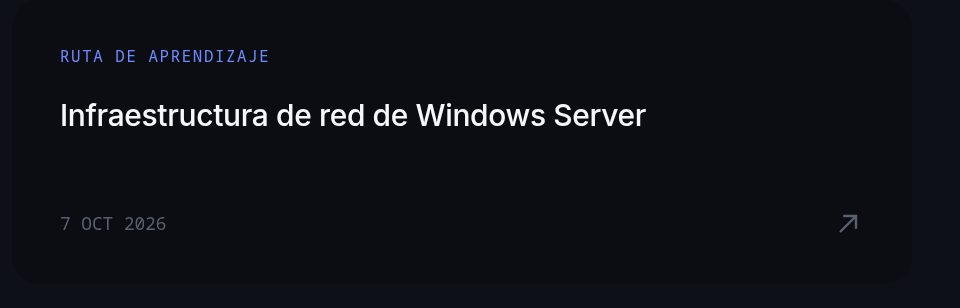 RUTA DE APRENDIZAJE
Infraestructura de red de Windows Server
7 OCT 2026